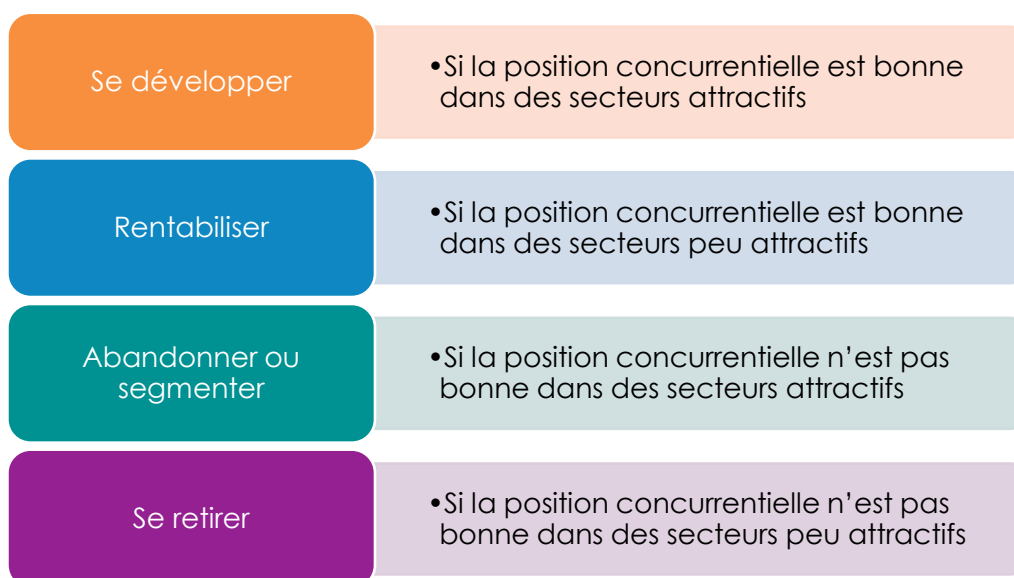 Se développer
•Si la position concurrentielle est bonne
dans des secteurs attractifs
Rentabiliser
•Si la position concurrentielle est bonne
dans des secteurs peu attractifs
Abandonner ou
segmenter
•Si la position concurrentielle n’est pas
bonne dans des secteurs attractifs
Se retirer
•Si la position concurrentielle n’est pas
bonne dans des secteurs peu attractifs